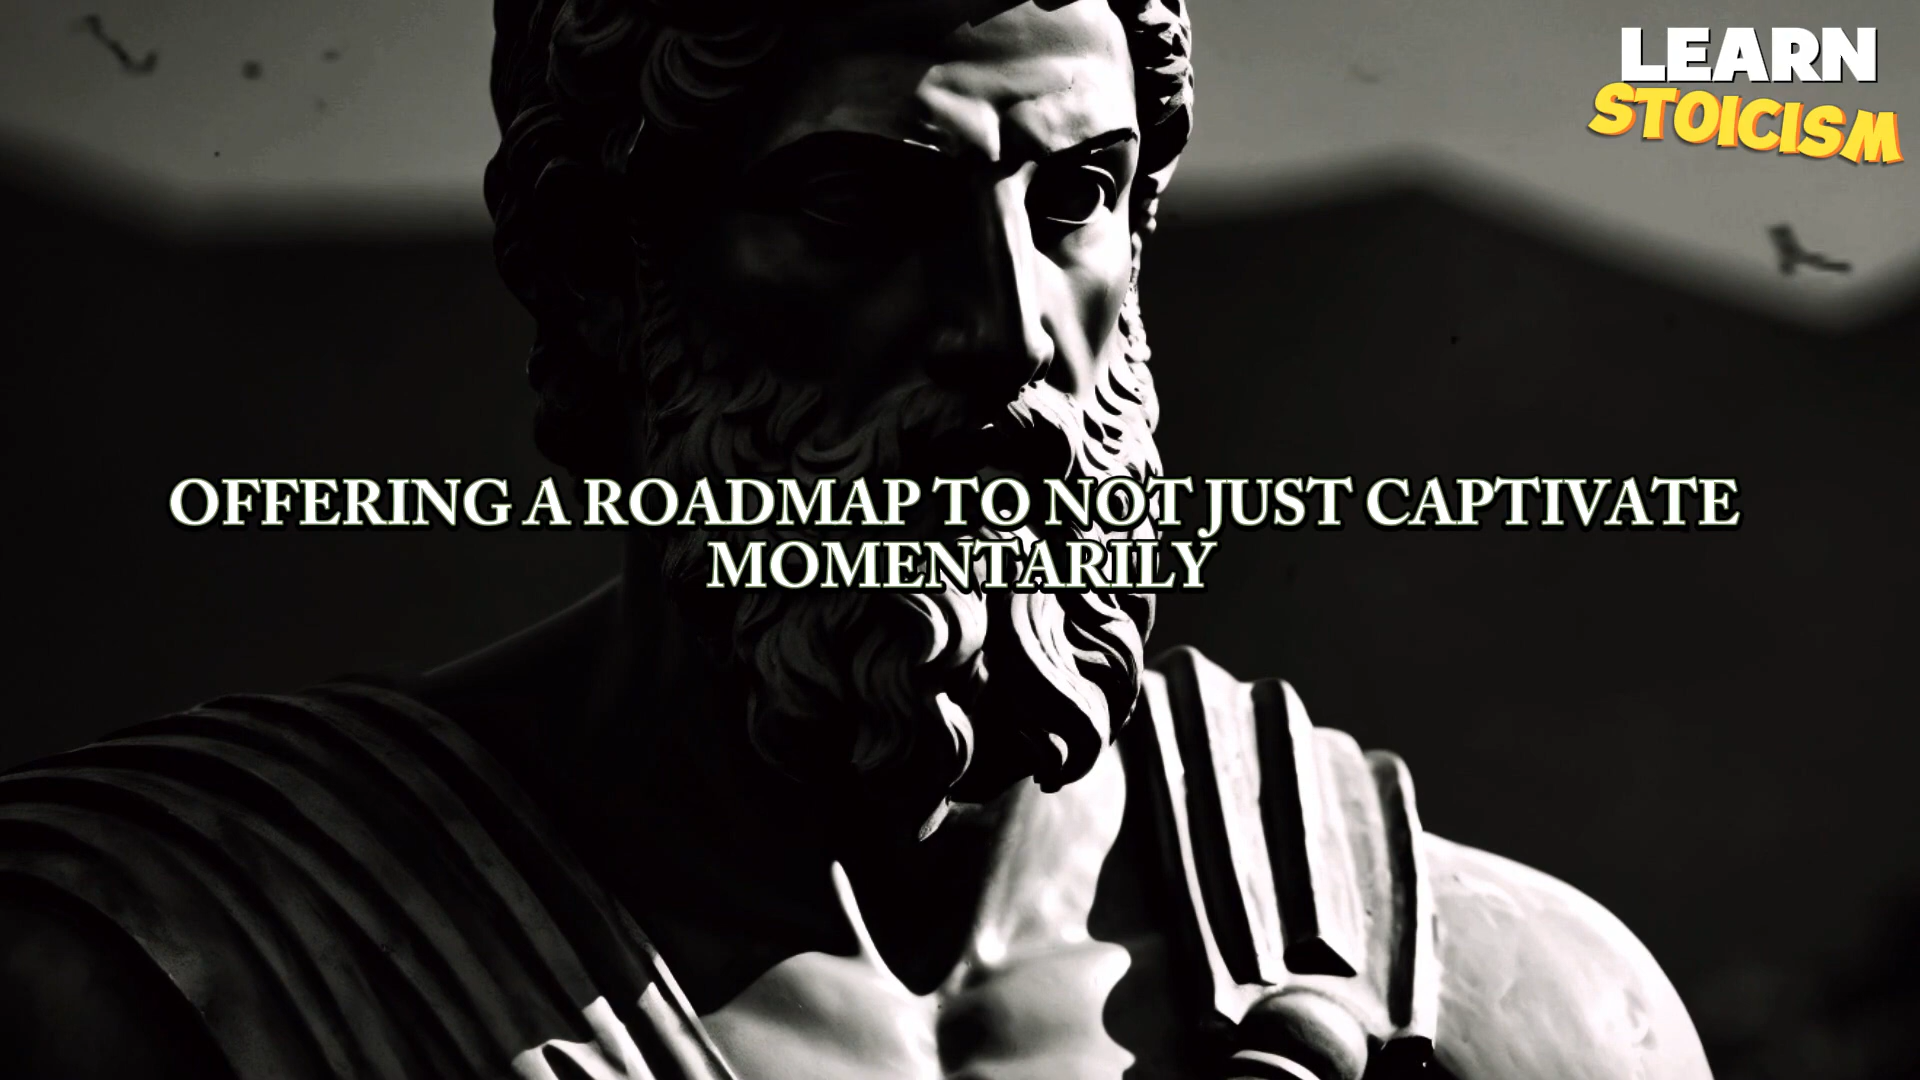 LEARN
STOICISM
OFFERING A ROADMAP TO NOT JUST CAPTIVATE
MOMENTARILY